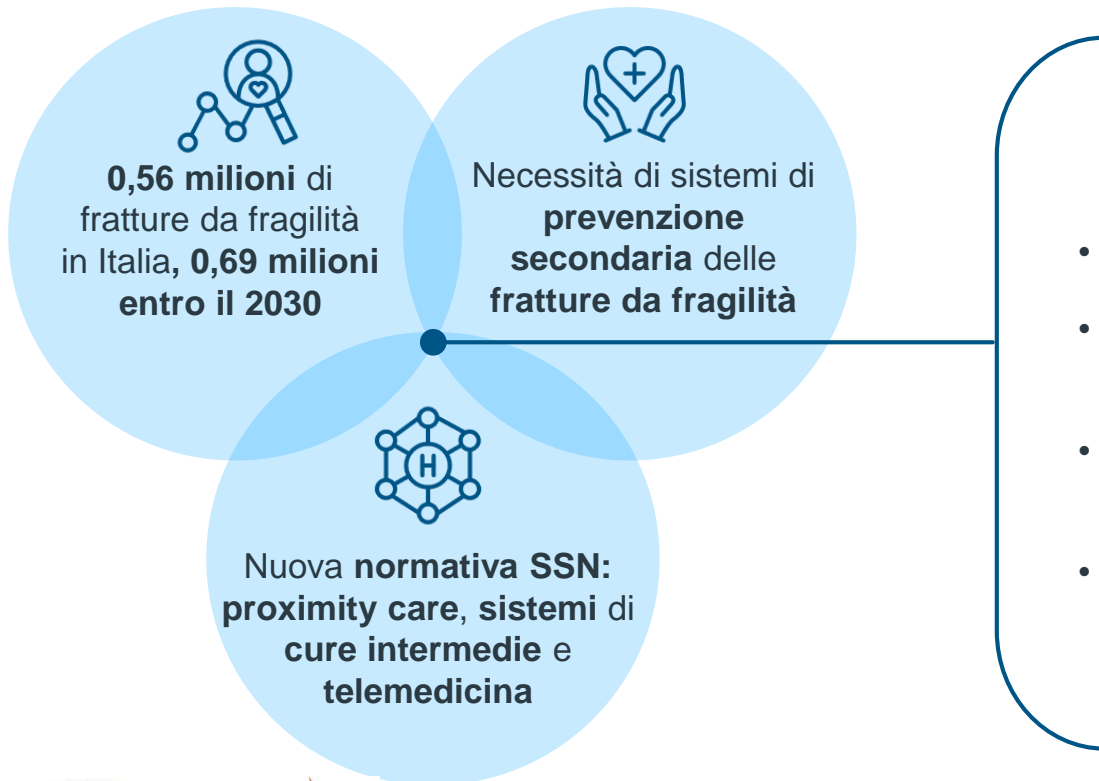 0,56 milioni di
fratture da fragilità
in Italia, 0,69 milioni
entro il 2030
Necessità di sistemi di
prevenzione
secondaria delle
fratture da fragilità
H
Nuova normativa SSN:
proximity care, sistemi di
cure intermedie e
telemedicina
•
•
•
•